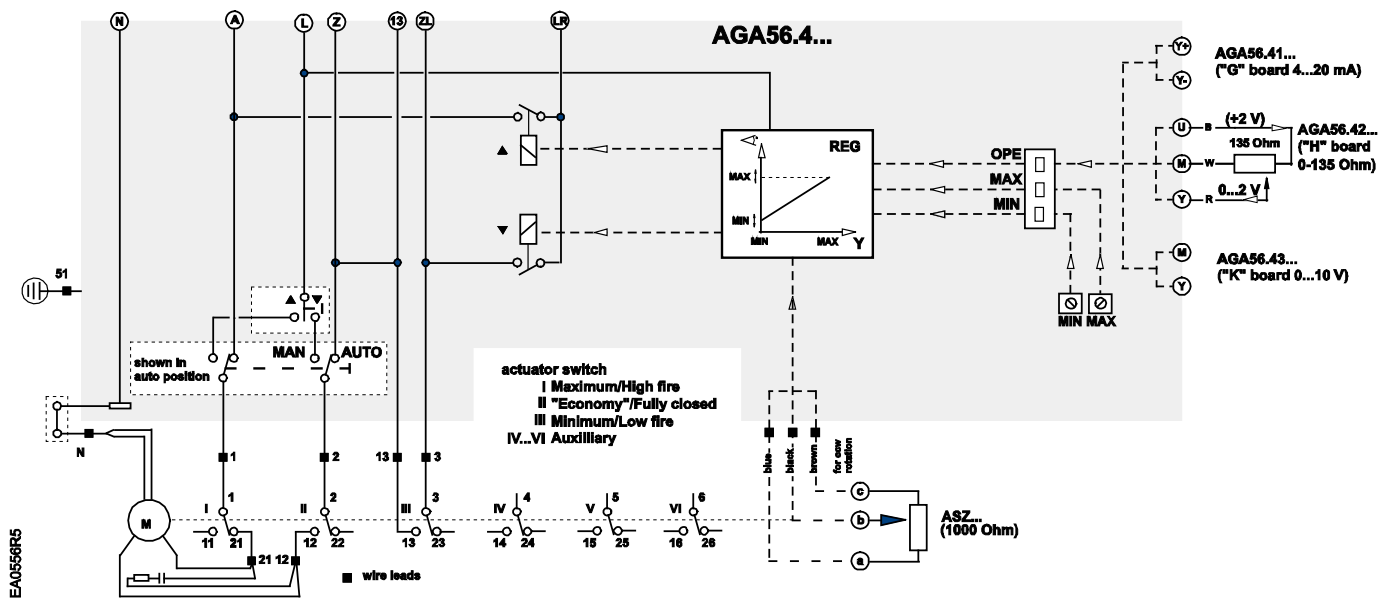 N A L Z 13 ZL LR
AGA56.4...
Y+
Y-
AGA56.41...
("G" board 4...20 mA)
U B (+2 V)
135 Ohm
M W
0...2 V
Y R
AGA56.42...
("H" board
0-135 Ohm)
M
Y
AGA56.43...
("K" board 0...10 V)
REG
MAX
MIN
MIN MAX Y
OPE
MAX
MIN
MIN MAX
51
MAN AUTO
shown in
auto position
actuator switch
I Maximum/High fire
II "Economy"/Fully closed
III Minimum/Low fire
IV...VI Auxilliary
N
1 2 13 3
blue
black
brown
for ccw
rotation
I 1
11 21
II 2
12 22
III 3
13 23
IV 4
14 24
V 5
15 25
VI 6
16 26
M
21 12
wire leads
c
b
a
ASZ...
(1000 Ohm)
EA0556R5